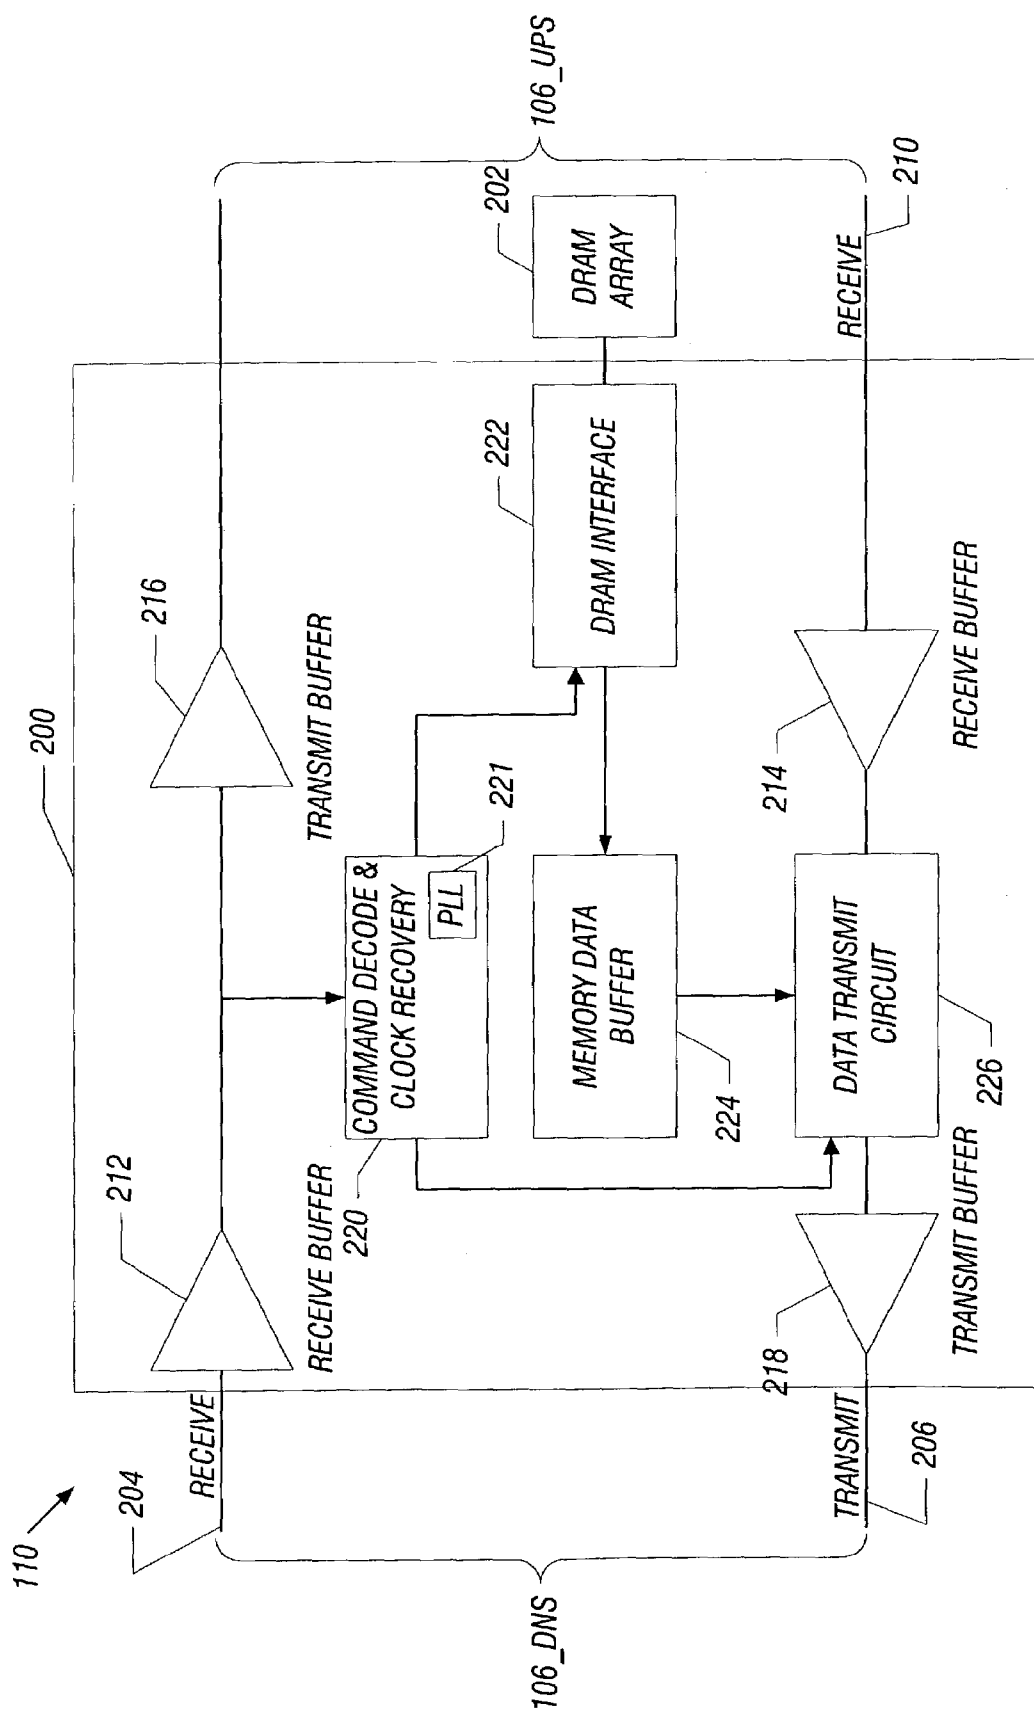 110
200
204
RECEIVE
212
RECEIVE BUFFER
216
TRANSMIT BUFFER
220
COMMAND DECODE &
CLOCK RECOVERY
PLL
221
222
DRAM INTERFACE
202
DRAM
ARRAY
106_UPS
106_DNS
MEMORY DATA
BUFFER
224
TRANSMIT
206
218
TRANSMIT BUFFER
DATA TRANSMIT
CIRCUIT
226
214
RECEIVE BUFFER
RECEIVE
210